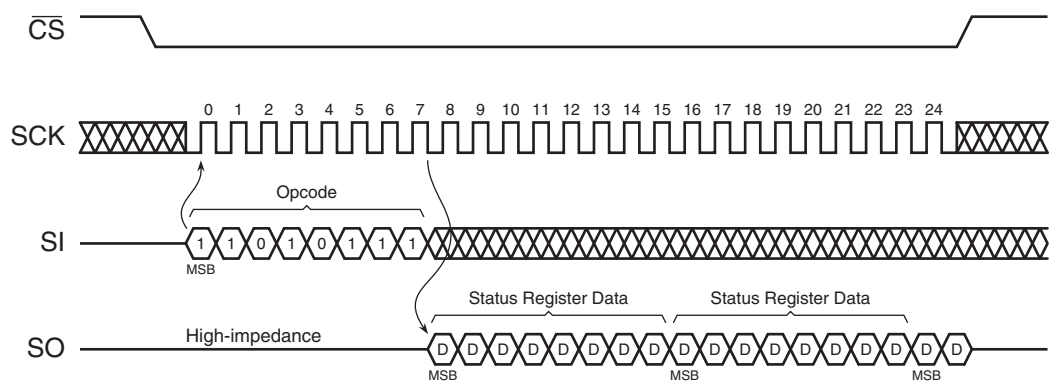 CS
0 1 2 3 4 5 6 7 8 9 10 11 12 13 14 15 16 17 18 19 20 21 22 23 24
SCK
Opcode
SI 1 1 0 1 0 1 1 1
MSB
Status Register Data Status Register Data
High-impedance
SO D D D D D D D D D D D D D D D D D D
MSB MSB MSB